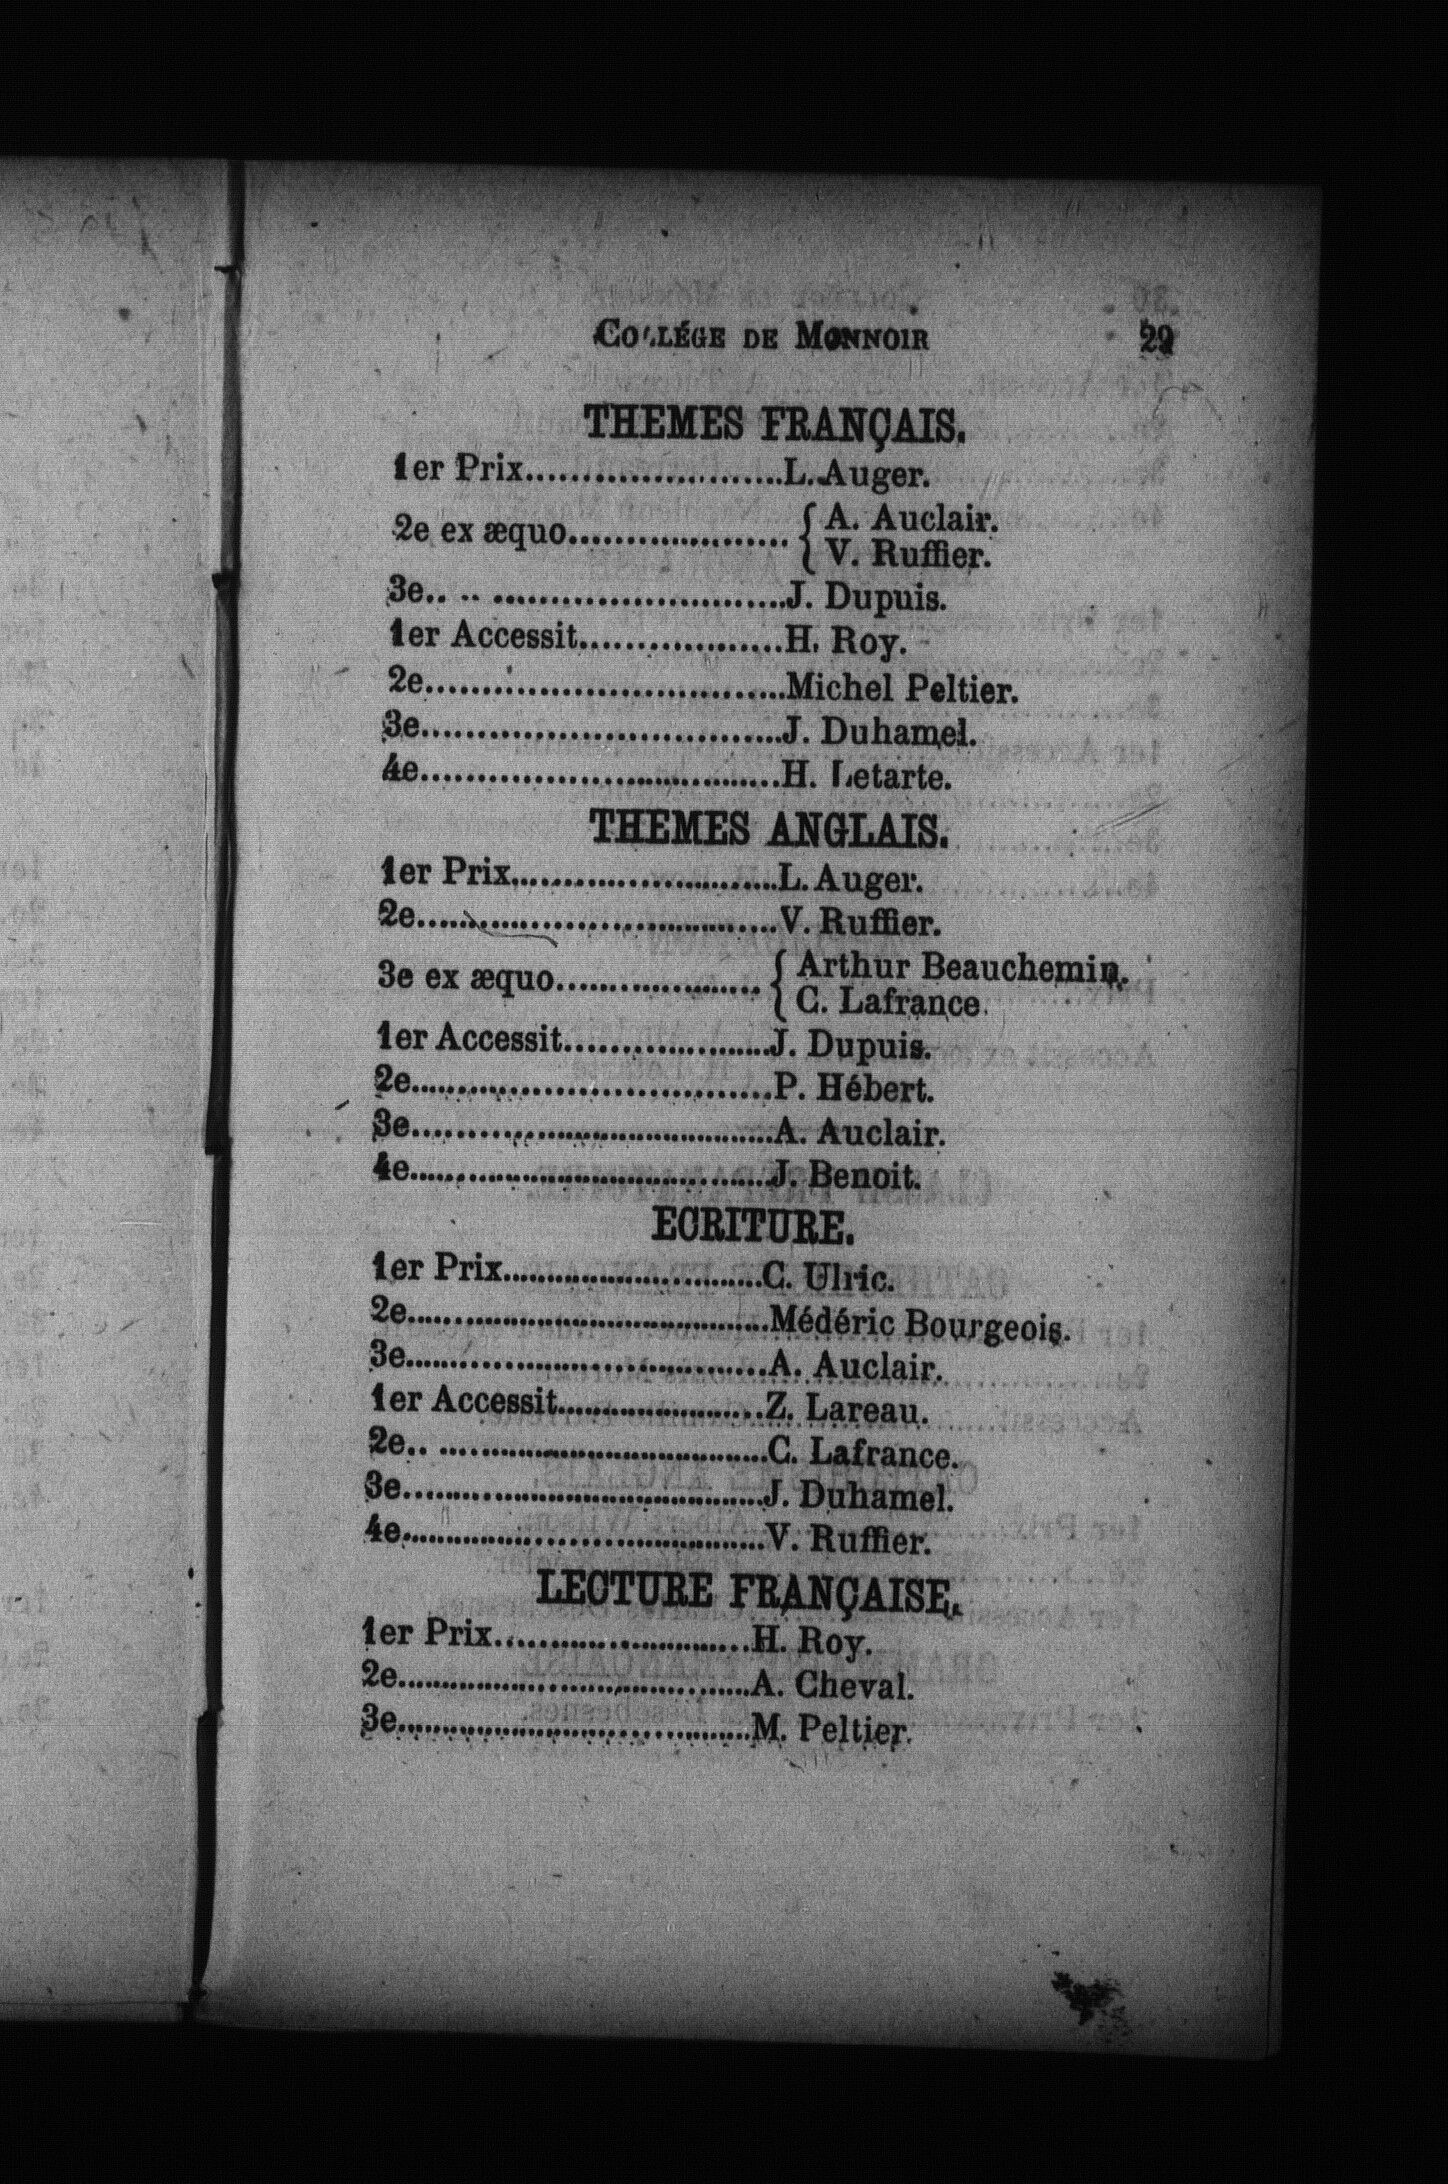 COLLÉGE DE MONNOIR 29
THEMES FRANÇAIS.
1er Prix............................L. Auger.
2e ex æquo....................{ A. Auclair.
V. Ruffier.
3e.. .. ..........................J. Dupuis.
1er Accessit..................H. Roy.
2e................................Michel Peltier.
3e................................J. Duhamel.
4e................................H. Letarte.
THEMES ANGLAIS.
1er Prix..........................L. Auger.
2e................................V. Ruffier.
3e ex æquo...................{ Arthur Beauchemin.
C. Lafrance.
1er Accessit...................J. Dupuis.
2e................................P. Hébert.
3e................................A. Auclair.
4e................................J. Benoit.
ECRITURE.
1er Prix..........................C. Ulric.
2e................................Médéric Bourgeois.
3e................................A. Auclair.
1er Accessit....................Z. Lareau.
2e.. .............................C. Lafrance.
3e................................J. Duhamel.
4e................................V. Ruffier.
LECTURE FRANÇAISE.
1er Prix.........................H. Roy.
2e................................A. Cheval.
3e................................M. Peltier.